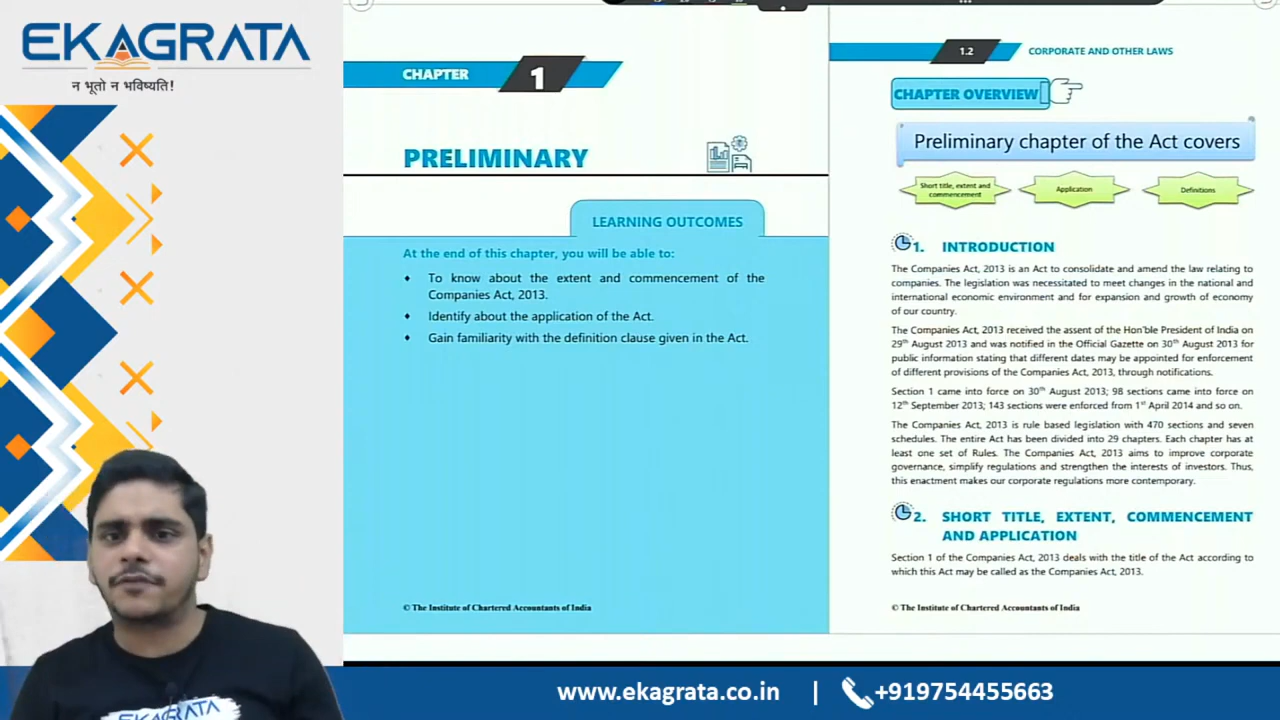 EKAGRATA
न भूतो न भविष्यति!
CHAPTER 1
PRELIMINARY
LEARNING OUTCOMES
At the end of this chapter, you will be able to:
♦ To know about the extent and commencement of the
Companies Act, 2013.
♦ Identify about the application of the Act.
♦ Gain familiarity with the definition clause given in the Act.
© The Institute of Chartered Accountants of India
1.2 CORPORATE AND OTHER LAWS
CHAPTER OVERVIEW
Preliminary chapter of the Act covers
Short title, extent and
commencement
Application
Definitions
1. INTRODUCTION
The Companies Act, 2013 is an Act to consolidate and amend the law relating to
companies. The legislation was necessitated to meet changes in the national and
international economic environment and for expansion and growth of economy
of our country.
The Companies Act, 2013 received the assent of the Hon'ble President of India on
29th August 2013 and was notified in the Official Gazette on 30th August 2013 for
public information stating that different dates may be appointed for enforcement
of different provisions of the Companies Act, 2013, through notifications.
Section 1 came into force on 30th August 2013; 98 sections came into force on
12th September 2013; 143 sections were enforced from 1st April 2014 and so on.
The Companies Act, 2013 is rule based legislation with 470 sections and seven
schedules. The entire Act has been divided into 29 chapters. Each chapter has at
least one set of Rules. The Companies Act, 2013 aims to improve corporate
governance, simplify regulations and strengthen the interests of investors. Thus,
this enactment makes our corporate regulations more contemporary.
2. SHORT TITLE, EXTENT, COMMENCEMENT
AND APPLICATION
Section 1 of the Companies Act, 2013 deals with the title of the Act according to
which this Act may be called as the Companies Act, 2013.
© The Institute of Chartered Accountants of India
EKAGRATA
www.ekagrata.co.in | +919754455663